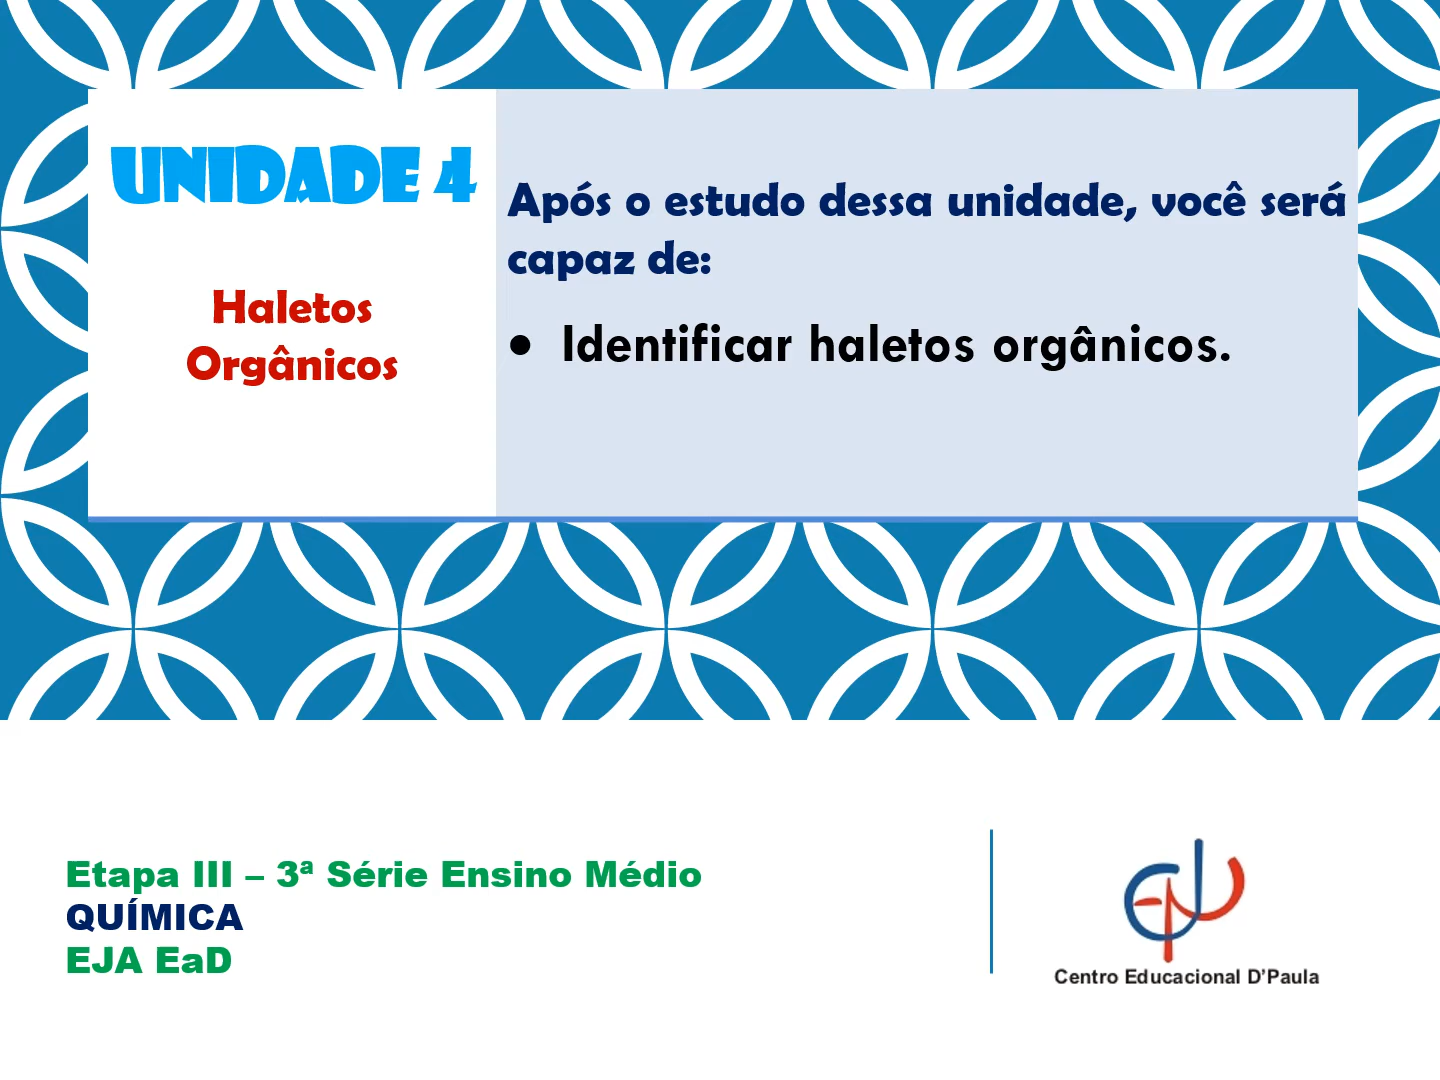 UNIDADE 4
Haletos
Orgânicos
Após o estudo dessa unidade, você será
capaz de:
• Identificar haletos orgânicos.
Etapa III – 3ª Série Ensino Médio
QUÍMICA
EJA EaD
Centro Educacional D'Paula